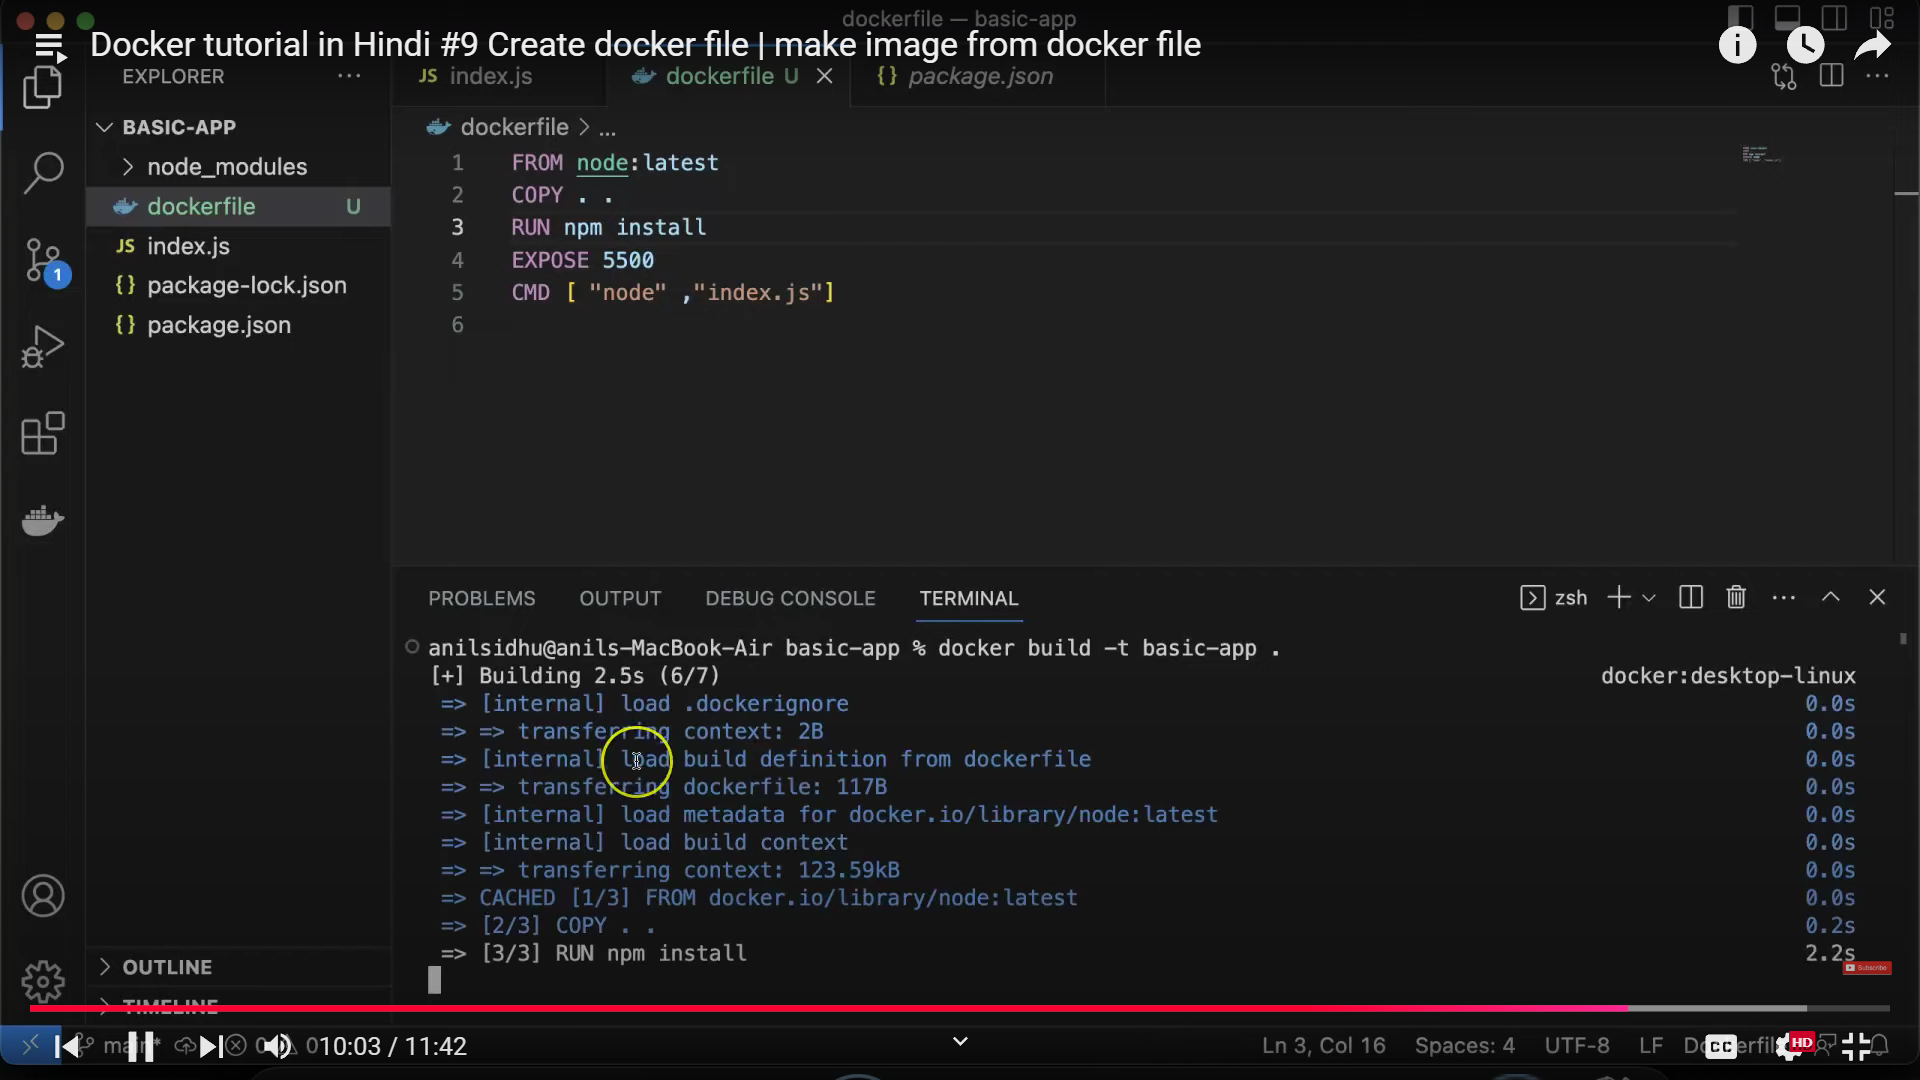 dockerfile — basic-app
Docker tutorial in Hindi #9 Create docker file | make image from docker file
EXPLORER
JS index.js
dockerfile U
{} package.json
BASIC-APP
node_modules
dockerfile U
JS index.js
{} package-lock.json
{} package.json
dockerfile > ...
1 FROM node:latest
2 COPY . .
3 RUN npm install
4 EXPOSE 5500
5 CMD [ "node" ,"index.js"]
6
1
PROBLEMS OUTPUT DEBUG CONSOLE TERMINAL
zsh
anilsidhu@anils-MacBook-Air basic-app % docker build -t basic-app .
[+] Building 2.5s (6/7) docker:desktop-linux
=> [internal] load .dockerignore 0.0s
=> => transferring context: 2B 0.0s
=> [internal] load build definition from dockerfile 0.0s
=> => transferring dockerfile: 117B 0.0s
=> [internal] load metadata for docker.io/library/node:latest 0.0s
=> [internal] load build context 0.0s
=> => transferring context: 123.59kB 0.0s
=> CACHED [1/3] FROM docker.io/library/node:latest 0.0s
=> [2/3] COPY . . 0.2s
=> [3/3] RUN npm install 2.2s
Subscribe
OUTLINE
TIMELINE
main*
10:03 / 11:42
Ln 3, Col 16 Spaces: 4 UTF-8 LF
CC
HD